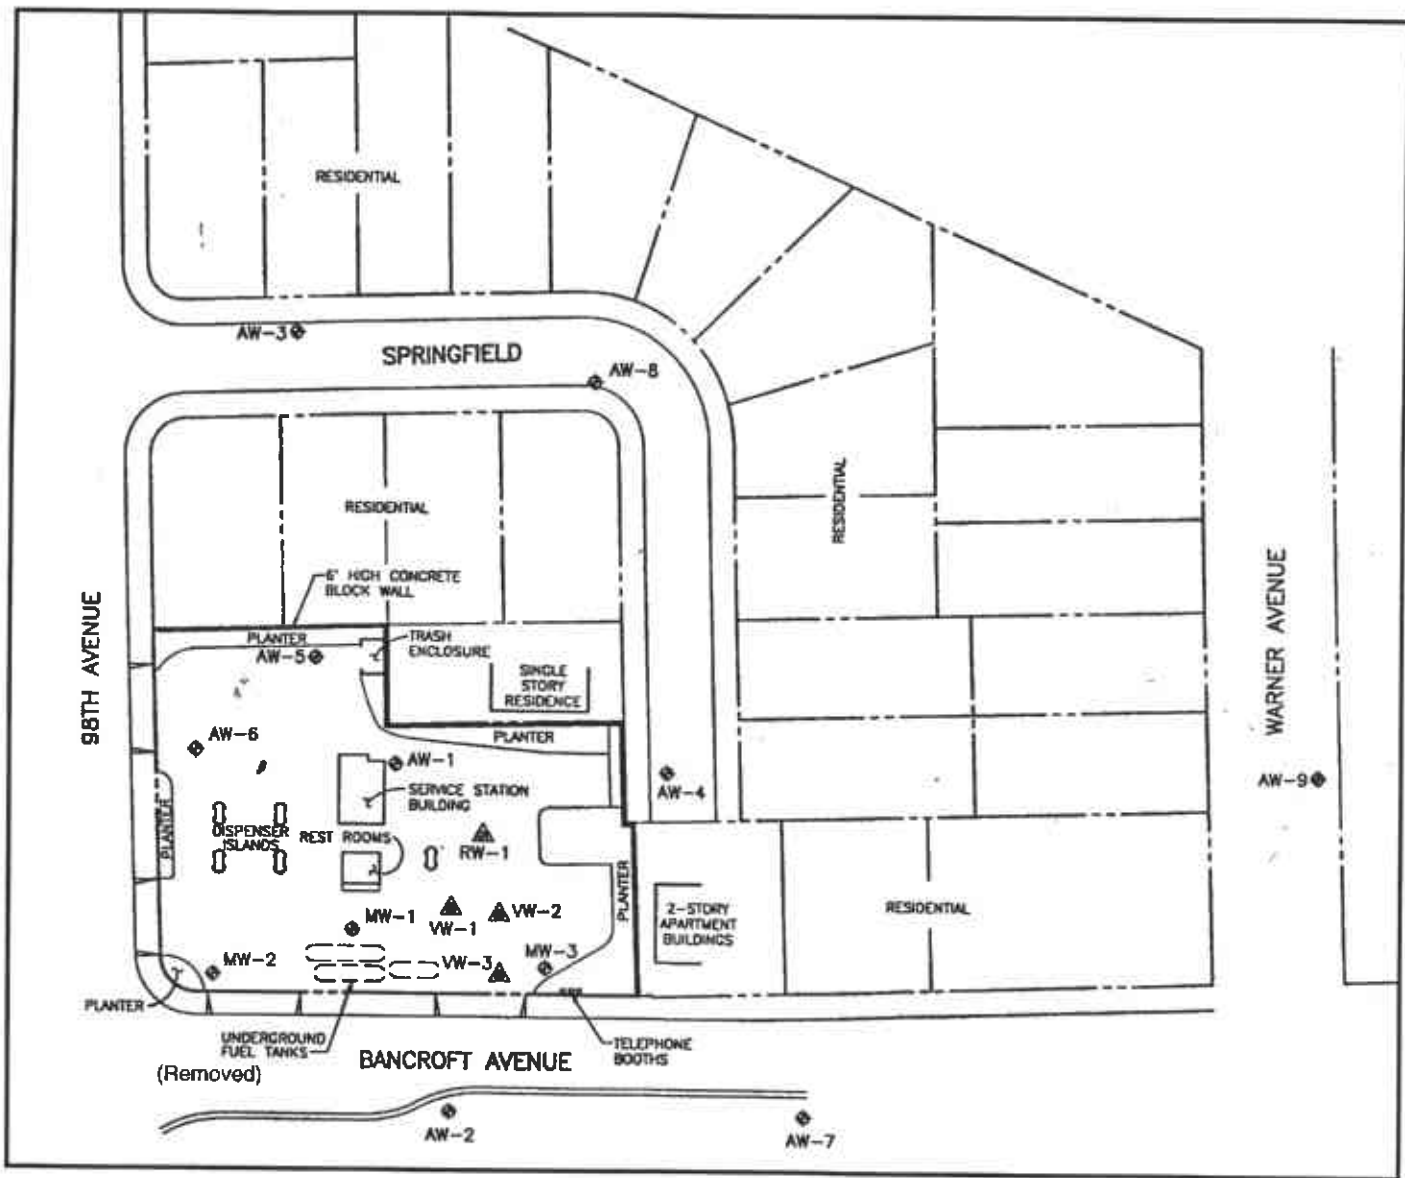 RESIDENTIAL
AW-3
SPRINGFIELD
AW-8
RESIDENTIAL
RESIDENTIAL
6' HIGH CONCRETE
BLOCK WALL
98TH AVENUE
WARNER AVENUE
PLANTER
TRASH
ENCLOSURE
AW-5
SINGLE
STORY
RESIDENCE
AW-6
PLANTER
AW-1
AW-4
AW-9
SERVICE STATION
BUILDING
PLANTER
DISPENSER
ISLANDS
REST ROOMS
RW-1
PLANTER
MW-1
VW-1
VW-2
2-STORY
APARTMENT
BUILDINGS
RESIDENTIAL
MW-2
VW-3
MW-3
PLANTER
UNDERGROUND
FUEL TANKS
(Removed)
BANCROFT AVENUE
TELEPHONE
BOOTHS
AW-2
AW-7